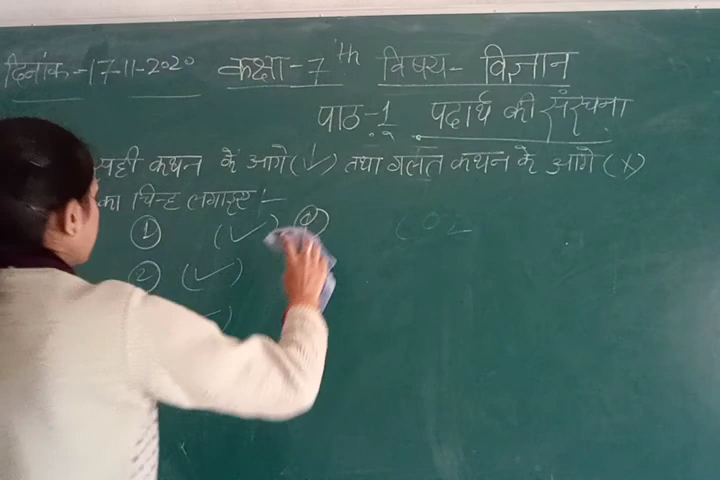 दिनांक-17-11-2020 कक्षा-7th विषय- विज्ञान
पाठ-1 पदार्थ की संरचना
सही कथन के आगे (✓) तथा गलत कथन के आगे (x)
का चिन्ह लगाइए :-
① (✓)
② (✓)
CO2